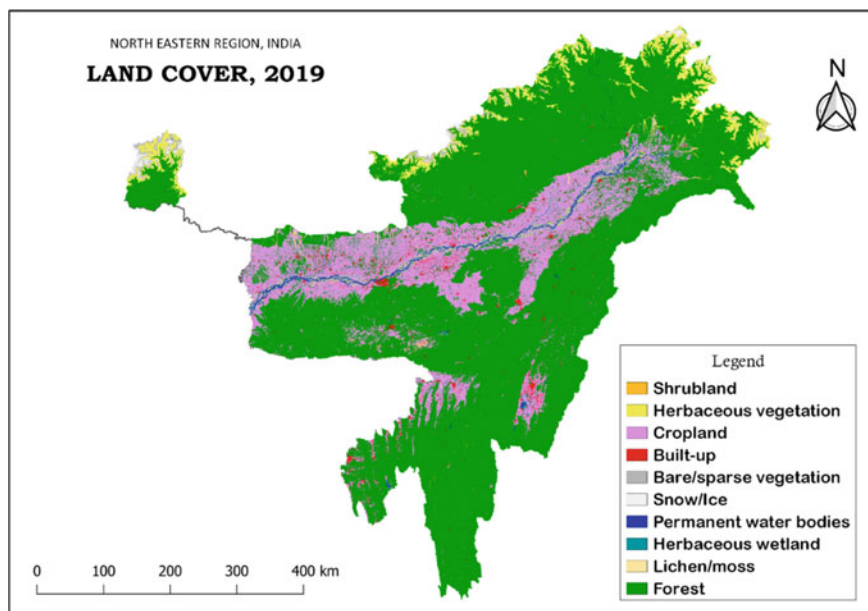 NORTH EASTERN REGION, INDIA
LAND COVER, 2019
N
Legend
Shrubland
Herbaceous vegetation
Cropland
Built-up
Bare/sparse vegetation
Snow/Ice
Permanent water bodies
Herbaceous wetland
Lichen/moss
Forest
0 100 200 300 400 km